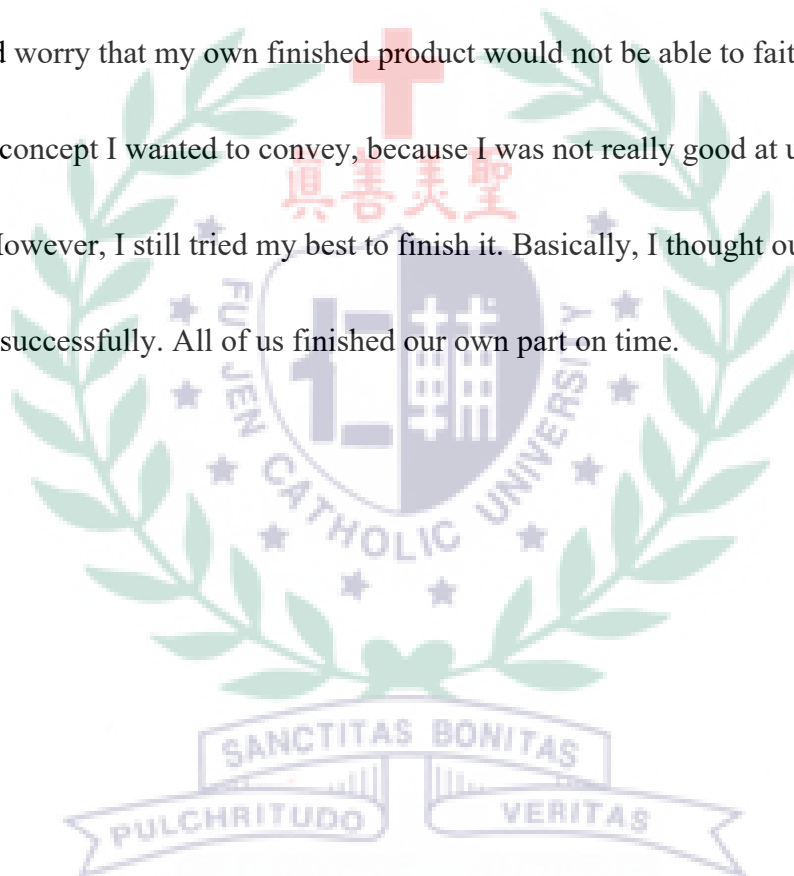 worry that my own finished product would not be able to
concept I wanted to convey, because I was not really good at
However, I still tried my best to finish it. Basically, I thought
successfully. All of us finished our own part on time.
真善美聖
FU JEN CATHOLIC UNIVERSITY
輔仁
SANCTITAS BONITAS
PULCHRITUDO VERITAS